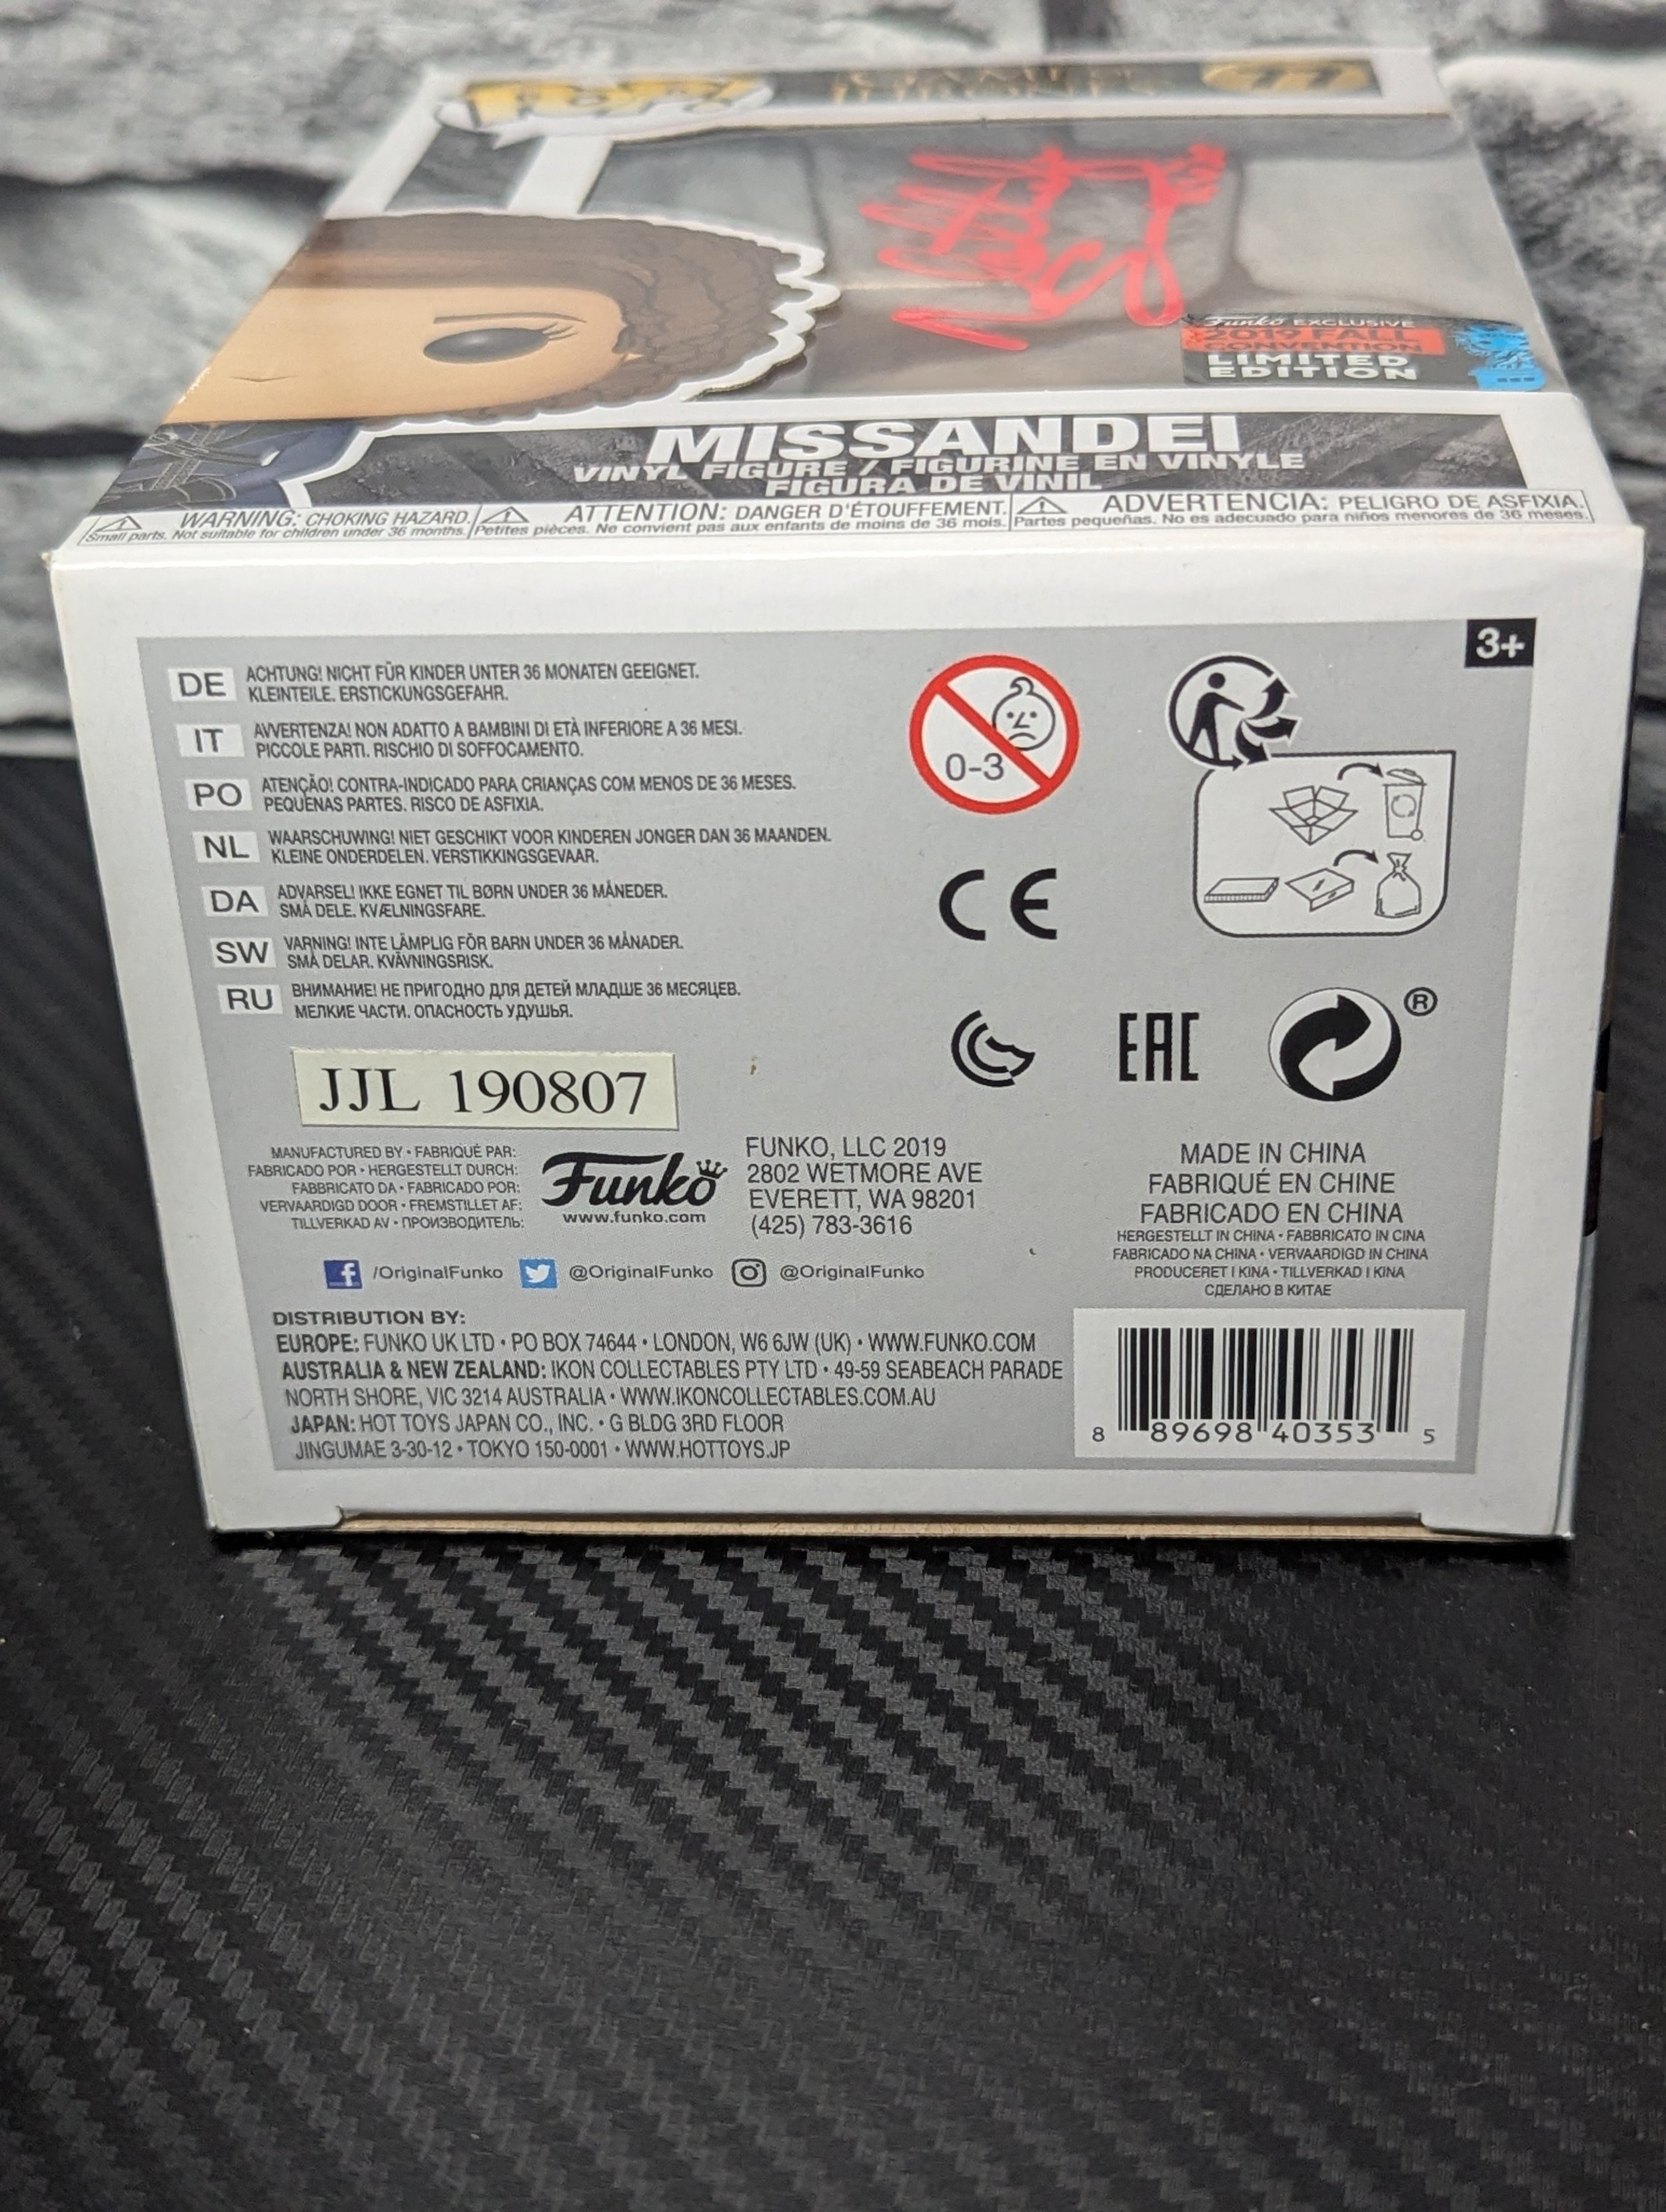 POP!
GAME OF
THRONES
77
Funko EXCLUSIVE
2019 FALL
CONVENTION
LIMITED
EDITION
MISSANDEI
VINYL FIGURE / FIGURINE EN VINYLE
FIGURA DE VINIL
WARNING: CHOKING HAZARD.
Small parts. Not suitable for children under 36 months.
ATTENTION: DANGER D'ÉTOUFFEMENT.
Petites pièces. Ne convient pas aux enfants de moins de 36 mois.
ADVERTENCIA: PELIGRO DE ASFIXIA.
Partes pequeñas. No es adecuado para niños menores de 36 meses.
3+
DE ACHTUNG! NICHT FÜR KINDER UNTER 36 MONATEN GEEIGNET.
KLEINTEILE. ERSTICKUNGSGEFAHR.
IT AVVERTENZA! NON ADATTO A BAMBINI DI ETÀ INFERIORE A 36 MESI.
PICCOLE PARTI. RISCHIO DI SOFFOCAMENTO.
PO ATENÇÃO! CONTRA-INDICADO PARA CRIANÇAS COM MENOS DE 36 MESES.
PEQUENAS PARTES. RISCO DE ASFIXIA.
NL WAARSCHUWING! NIET GESCHIKT VOOR KINDEREN JONGER DAN 36 MAANDEN.
KLEINE ONDERDELEN. VERSTIKKINGSGEVAAR.
DA ADVARSEL! IKKE EGNET TIL BØRN UNDER 36 MÅNEDER.
SMÅ DELE. KVÆLNINGSFARE.
SW VARNING! INTE LÄMPLIG FÖR BARN UNDER 36 MÅNADER.
SMÅ DELAR. KVÄVNINGSRISK.
RU ВНИМАНИЕ! НЕ ПРИГОДНО ДЛЯ ДЕТЕЙ МЛАДШЕ 36 МЕСЯЦЕВ.
МЕЛКИЕ ЧАСТИ. ОПАСНОСТЬ УДУШЬЯ.
0-3
CE
EAC
®
JJL 190807
MANUFACTURED BY • FABRIQUÉ PAR:
FABRICADO POR • HERGESTELLT DURCH:
FABBRICATO DA • FABRICADO POR:
VERVAARDIGD DOOR • FREMSTILLET AF:
TILLVERKAD AV • ПРОИЗВОДИТЕЛЬ:
Funko
www.funko.com
FUNKO, LLC 2019
2802 WETMORE AVE
EVERETT, WA 98201
(425) 783-3616
MADE IN CHINA
FABRIQUÉ EN CHINE
FABRICADO EN CHINA
HERGESTELLT IN CHINA • FABBRICATO IN CINA
FABRICADO NA CHINA • VERVAARDIGD IN CHINA
PRODUCERET I KINA • TILLVERKAD I KINA
СДЕЛАНО В КИТАЕ
f /OriginalFunko @OriginalFunko @OriginalFunko
DISTRIBUTION BY:
EUROPE: FUNKO UK LTD • PO BOX 74644 • LONDON, W6 6JW (UK) • WWW.FUNKO.COM
AUSTRALIA & NEW ZEALAND: IKON COLLECTABLES PTY LTD • 49-59 SEABEACH PARADE
NORTH SHORE, VIC 3214 AUSTRALIA • WWW.IKONCOLLECTABLES.COM.AU
JAPAN: HOT TOYS JAPAN CO., INC. • G BLDG 3RD FLOOR
JINGUMAE 3-30-12 • TOKYO 150-0001 • WWW.HOTTOYS.JP
8 89698 40353 5